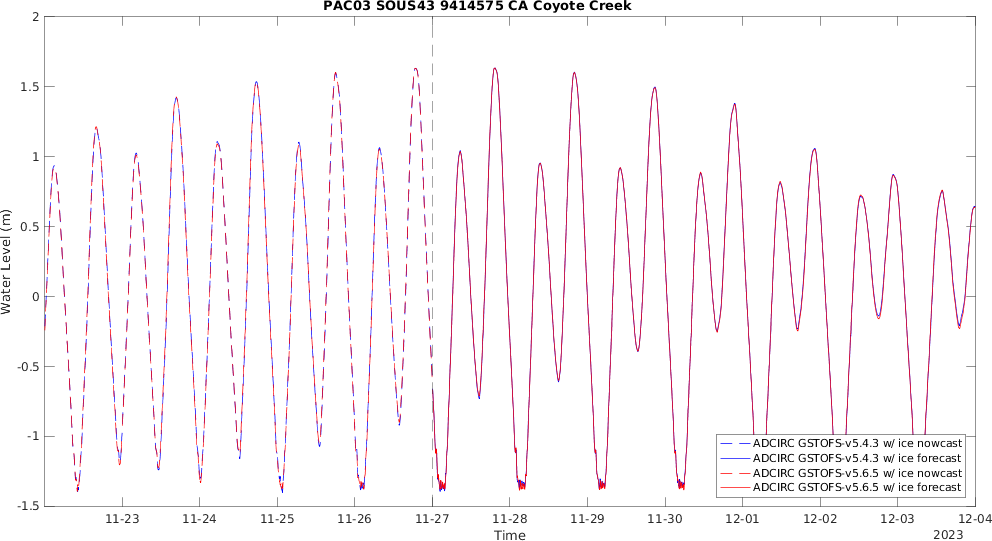 PAC03 SOUS43 9414575 CA Coyote Creek
2
1.5
1
0.5
0
-0.5
-1
-1.5
Water Level (m)
ADCIRC GSTOFS-v5.4.3 w/ ice nowcast
ADCIRC GSTOFS-v5.4.3 w/ ice forecast
ADCIRC GSTOFS-v5.6.5 w/ ice nowcast
ADCIRC GSTOFS-v5.6.5 w/ ice forecast
11-23 11-24 11-25 11-26 11-27 11-28 11-29 11-30 12-01 12-02 12-03 12-04
Time
2023